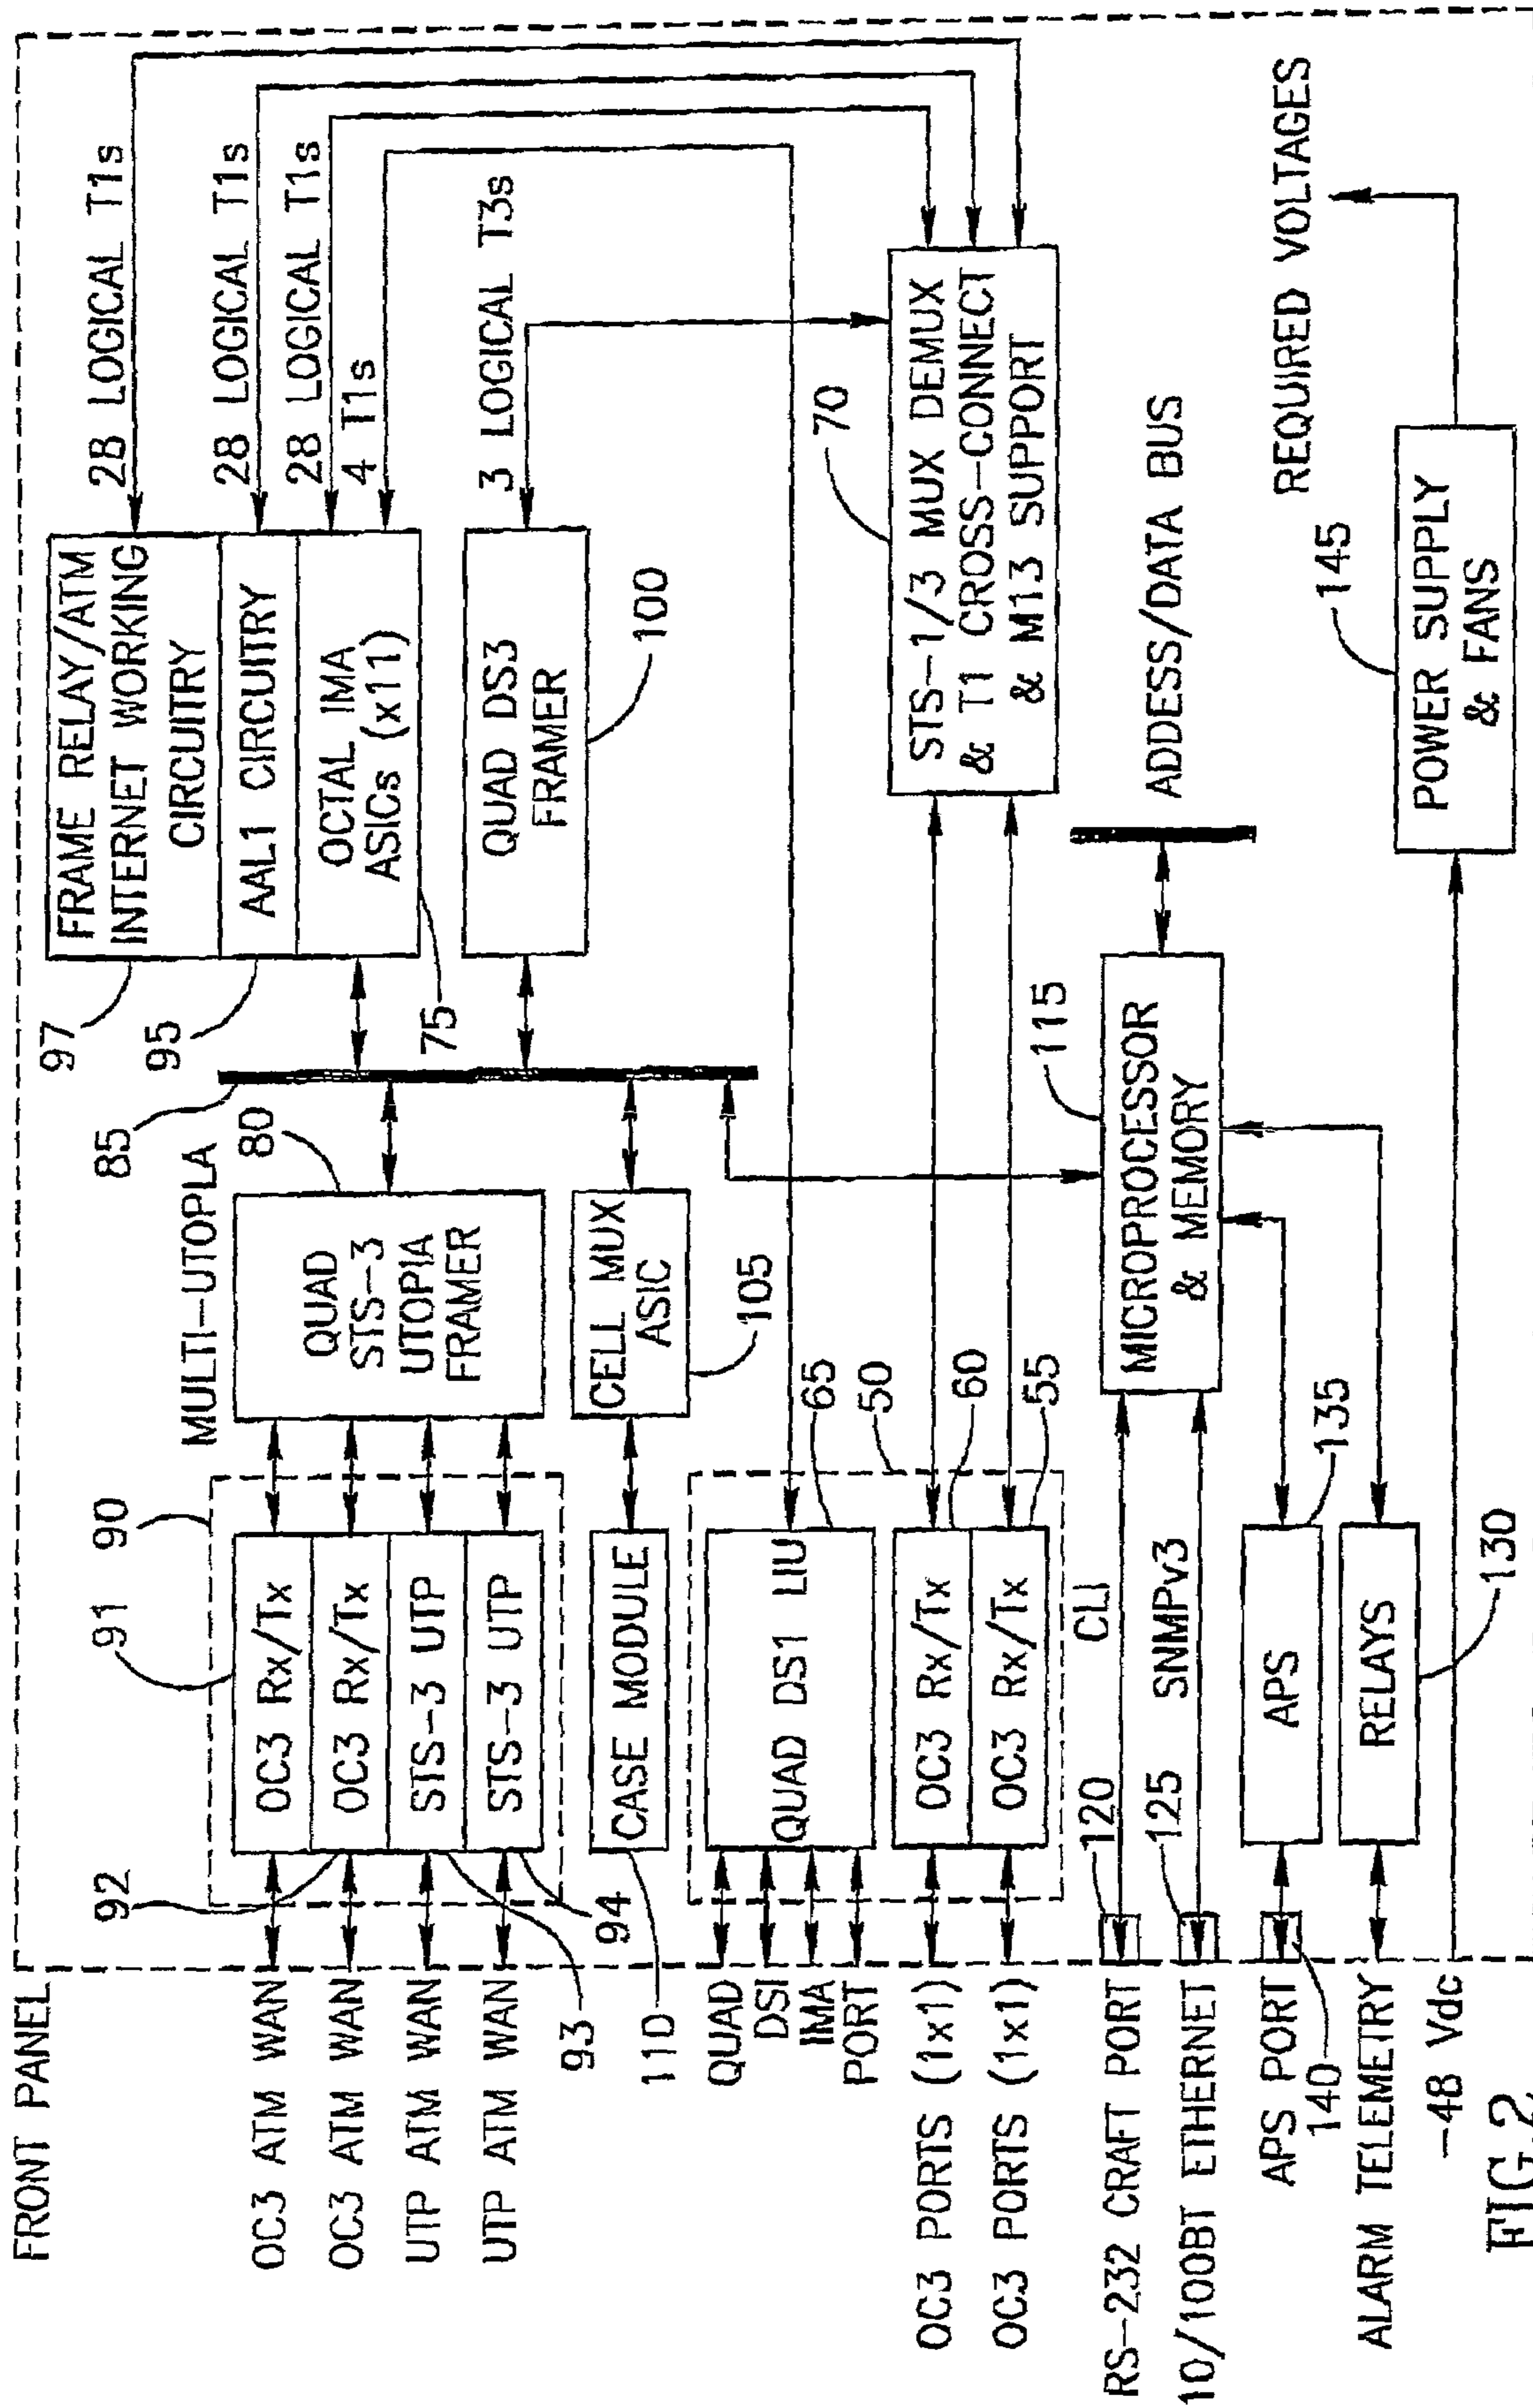 FRONT PANEL
OC3 ATM WAN
OC3 ATM WAN
UTP ATM WAN
UTP ATM WAN
92
91
90
OC3 Rx/Tx
OC3 Rx/Tx
STS-3 UTP
STS-3 UTP
93
94
MULTI-UTOPLA
80
85
QUAD
STS-3
UTOPIA
FRAMER
97
95
75
FRAME RELAY/ATM
INTERNET WORKING
CIRCUITRY
AAL1 CIRCUITRY
OCTAL IMA
ASICs (x11)
28 LOGICAL T1s
28 LOGICAL T1s
28 LOGICAL T1s
4 T1s
QUAD DS3
FRAMER
100
3 LOGICAL T3s
110
CASE MODULE
CELL MUX
ASIC
105
QUAD
DSI
IMA
PORT
QUAD DS1 LIU
65
50
OC3 PORTS (1x1)
OC3 PORTS (1x1)
OC3 Rx/Tx
OC3 Rx/Tx
60
55
70
STS-1/3 MUX DEMUX
& T1 CROSS-CONNECT
& M13 SUPPORT
RS-232 CRAFT PORT
120
CLI
10/100BT ETHERNET
125
SNMPv3
MICROPROCESSOR
& MEMORY
115
ADDESS/DATA BUS
APS PORT
140
APS
135
ALARM TELEMETRY
RELAYS
130
-48 Vdc
POWER SUPPLY
& FANS
145
REQUIRED VOLTAGES
FIG.2